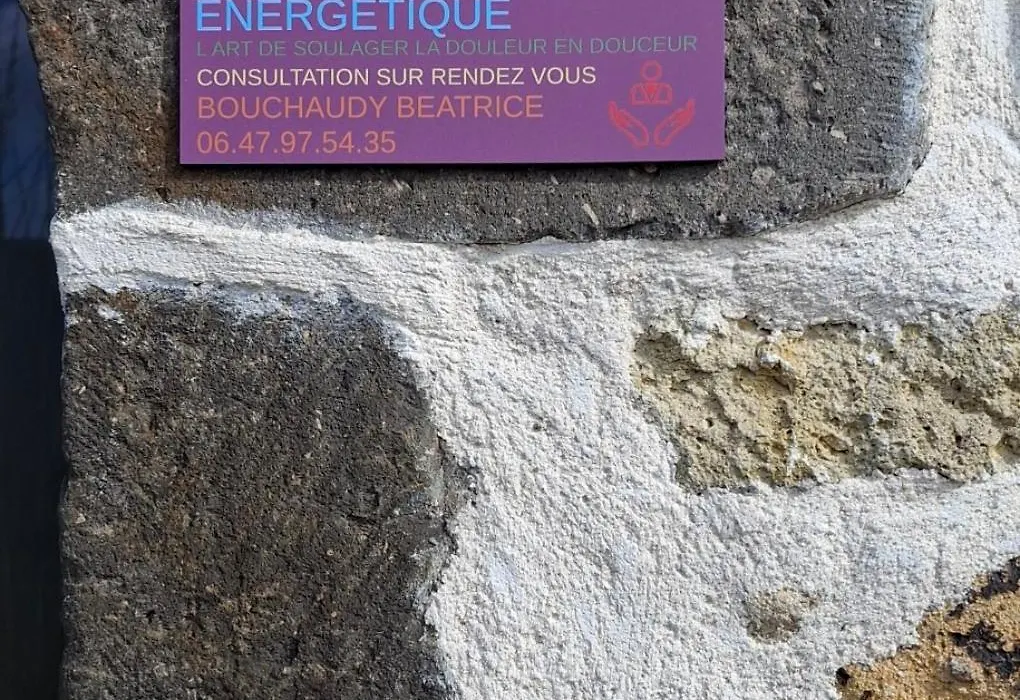 ÉNERGÉTIQUE
L'ART DE SOULAGER LA DOULEUR EN DOUCEUR
CONSULTATION SUR RENDEZ VOUS
BOUCHAUDY BEATRICE
06.47.97.54.35